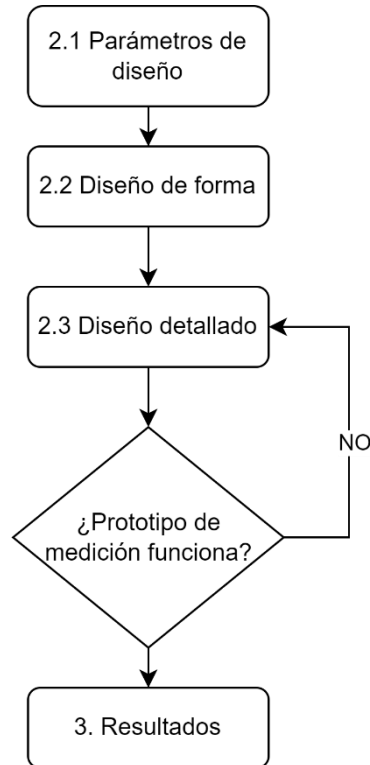 2.1 Parámetros de
diseño
2.2 Diseño de forma
2.3 Diseño detallado
NO
¿Prototipo de
medición funciona?
3. Resultados